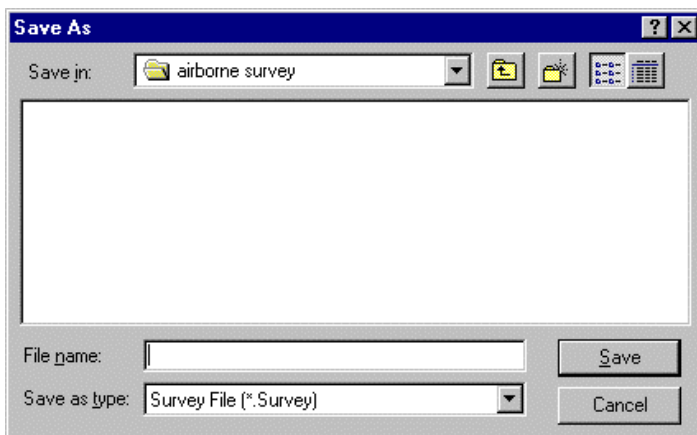 Save As
Save in: airborne survey
File name: Save
Save as type: Survey File (*.Survey) Cancel